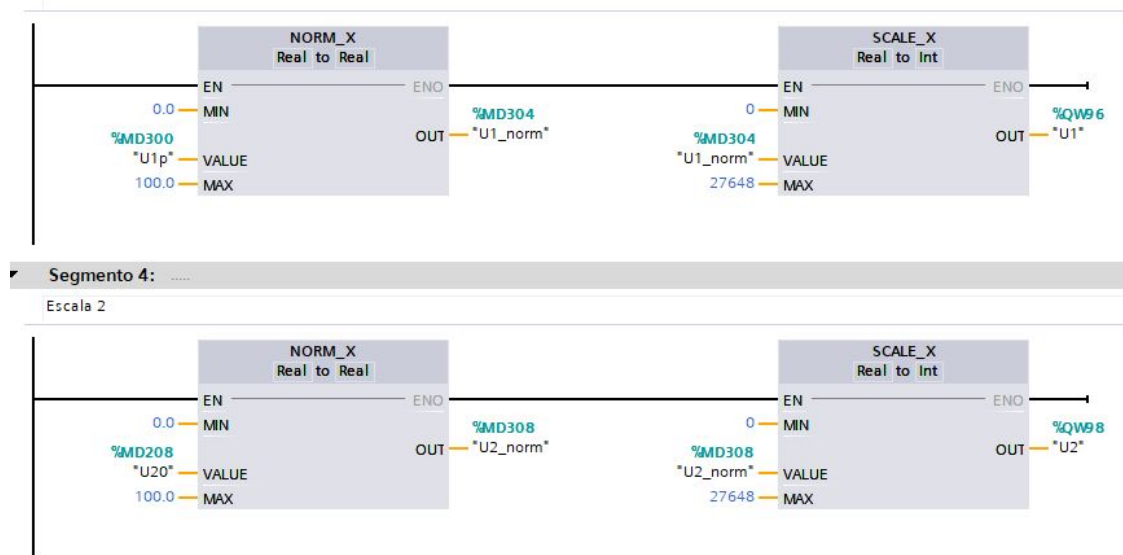 NORM_X
Real to Real
SCALE_X
Real to Int
EN
ENO
EN
ENO
0.0
MIN
%MD304
0
MIN
%QW96
%MD300
OUT
"U1_norm"
%MD304
OUT
"U1"
"U1p"
VALUE
"U1_norm"
VALUE
100.0
MAX
27648
MAX
Segmento 4: .....
Escala 2
NORM_X
Real to Real
SCALE_X
Real to Int
EN
ENO
EN
ENO
0.0
MIN
%MD308
0
MIN
%QW98
%MD208
OUT
"U2_norm"
%MD308
OUT
"U2"
"U20"
VALUE
"U2_norm"
VALUE
100.0
MAX
27648
MAX